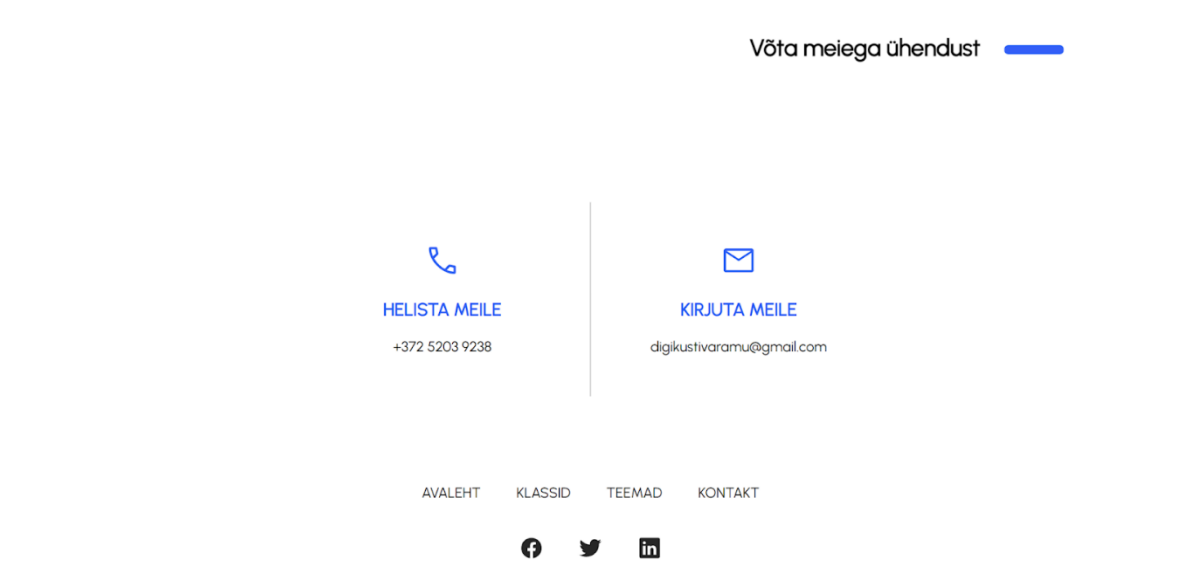 Võta meiega ühendust
HELISTA MEILE
+372 5203 9238
KIRJUTA MEILE
digikustivaramu@gmail.com
AVALEHT KLASSID TEEMAD KONTAKT